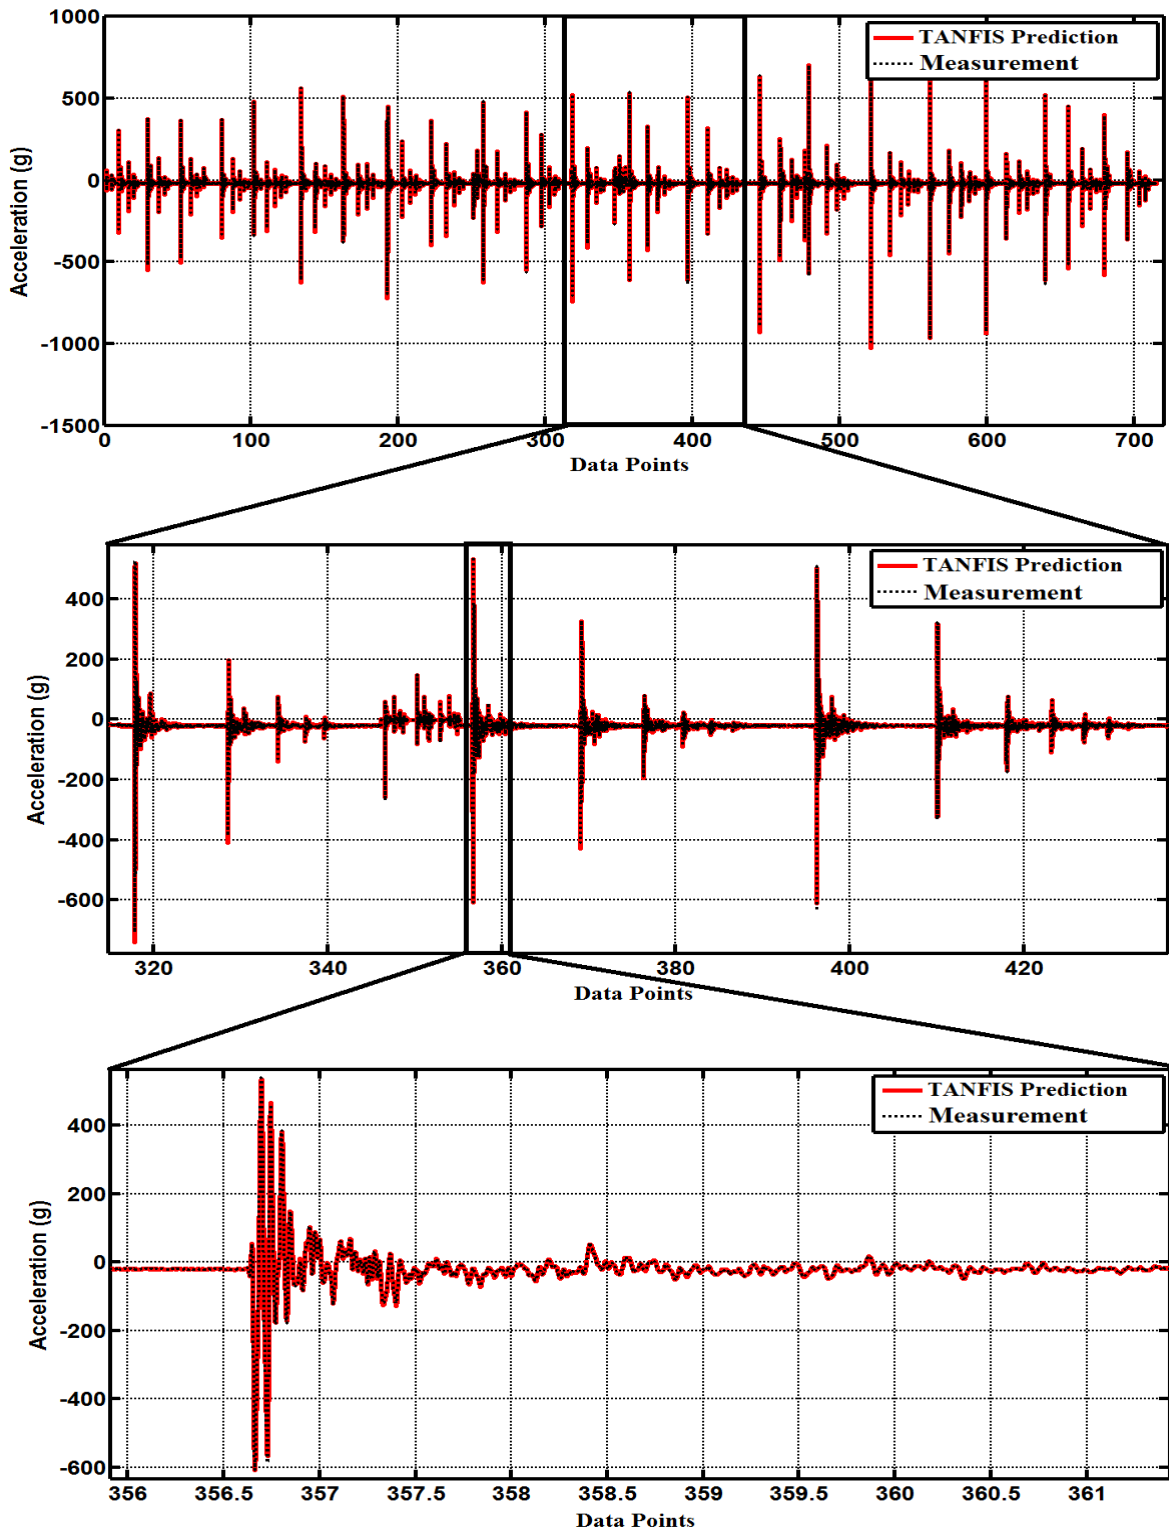 1000
TANFIS Prediction
Measurement
500
0
-500
-1000
-1500
Acceleration (g)
0 100 200 300 400 500 600 700
Data Points
TANFIS Prediction
Measurement
400
200
0
-200
-400
-600
Acceleration (g)
320 340 360 380 400 420
Data Points
TANFIS Prediction
Measurement
400
200
0
-200
-400
-600
Acceleration (g)
356 356.5 357 357.5 358 358.5 359 359.5 360 360.5 361
Data Points